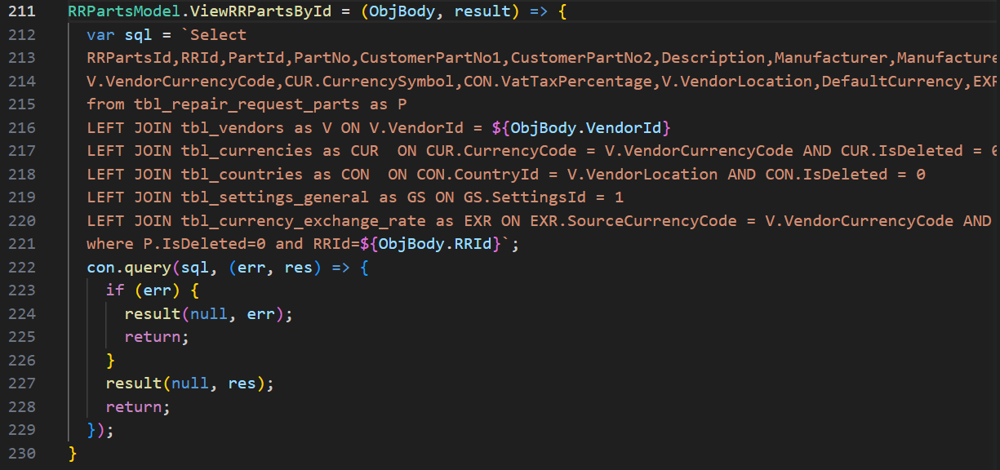 211 RRPartsModel.ViewRRPartsById = (ObjBody, result) => {
212 var sql = `Select
213 RRPartsId,RRId,PartId,PartNo,CustomerPartNo1,CustomerPartNo2,Description,Manufacturer,Manufacture
214 V.VendorCurrencyCode,CUR.CurrencySymbol,CON.VatTaxPercentage,V.VendorLocation,DefaultCurrency,EXR
215 from tbl_repair_request_parts as P
216 LEFT JOIN tbl_vendors as V ON V.VendorId = ${ObjBody.VendorId}
217 LEFT JOIN tbl_currencies as CUR  ON CUR.CurrencyCode = V.VendorCurrencyCode AND CUR.IsDeleted = 0
218 LEFT JOIN tbl_countries as CON  ON CON.CountryId = V.VendorLocation AND CON.IsDeleted = 0
219 LEFT JOIN tbl_settings_general as GS ON GS.SettingsId = 1
220 LEFT JOIN tbl_currency_exchange_rate as EXR ON EXR.SourceCurrencyCode = V.VendorCurrencyCode AND
221 where P.IsDeleted=0 and RRId=${ObjBody.RRId}`;
222 con.query(sql, (err, res) => {
223 if (err) {
224 result(null, err);
225 return;
226 }
227 result(null, res);
228 return;
229 });
230 }